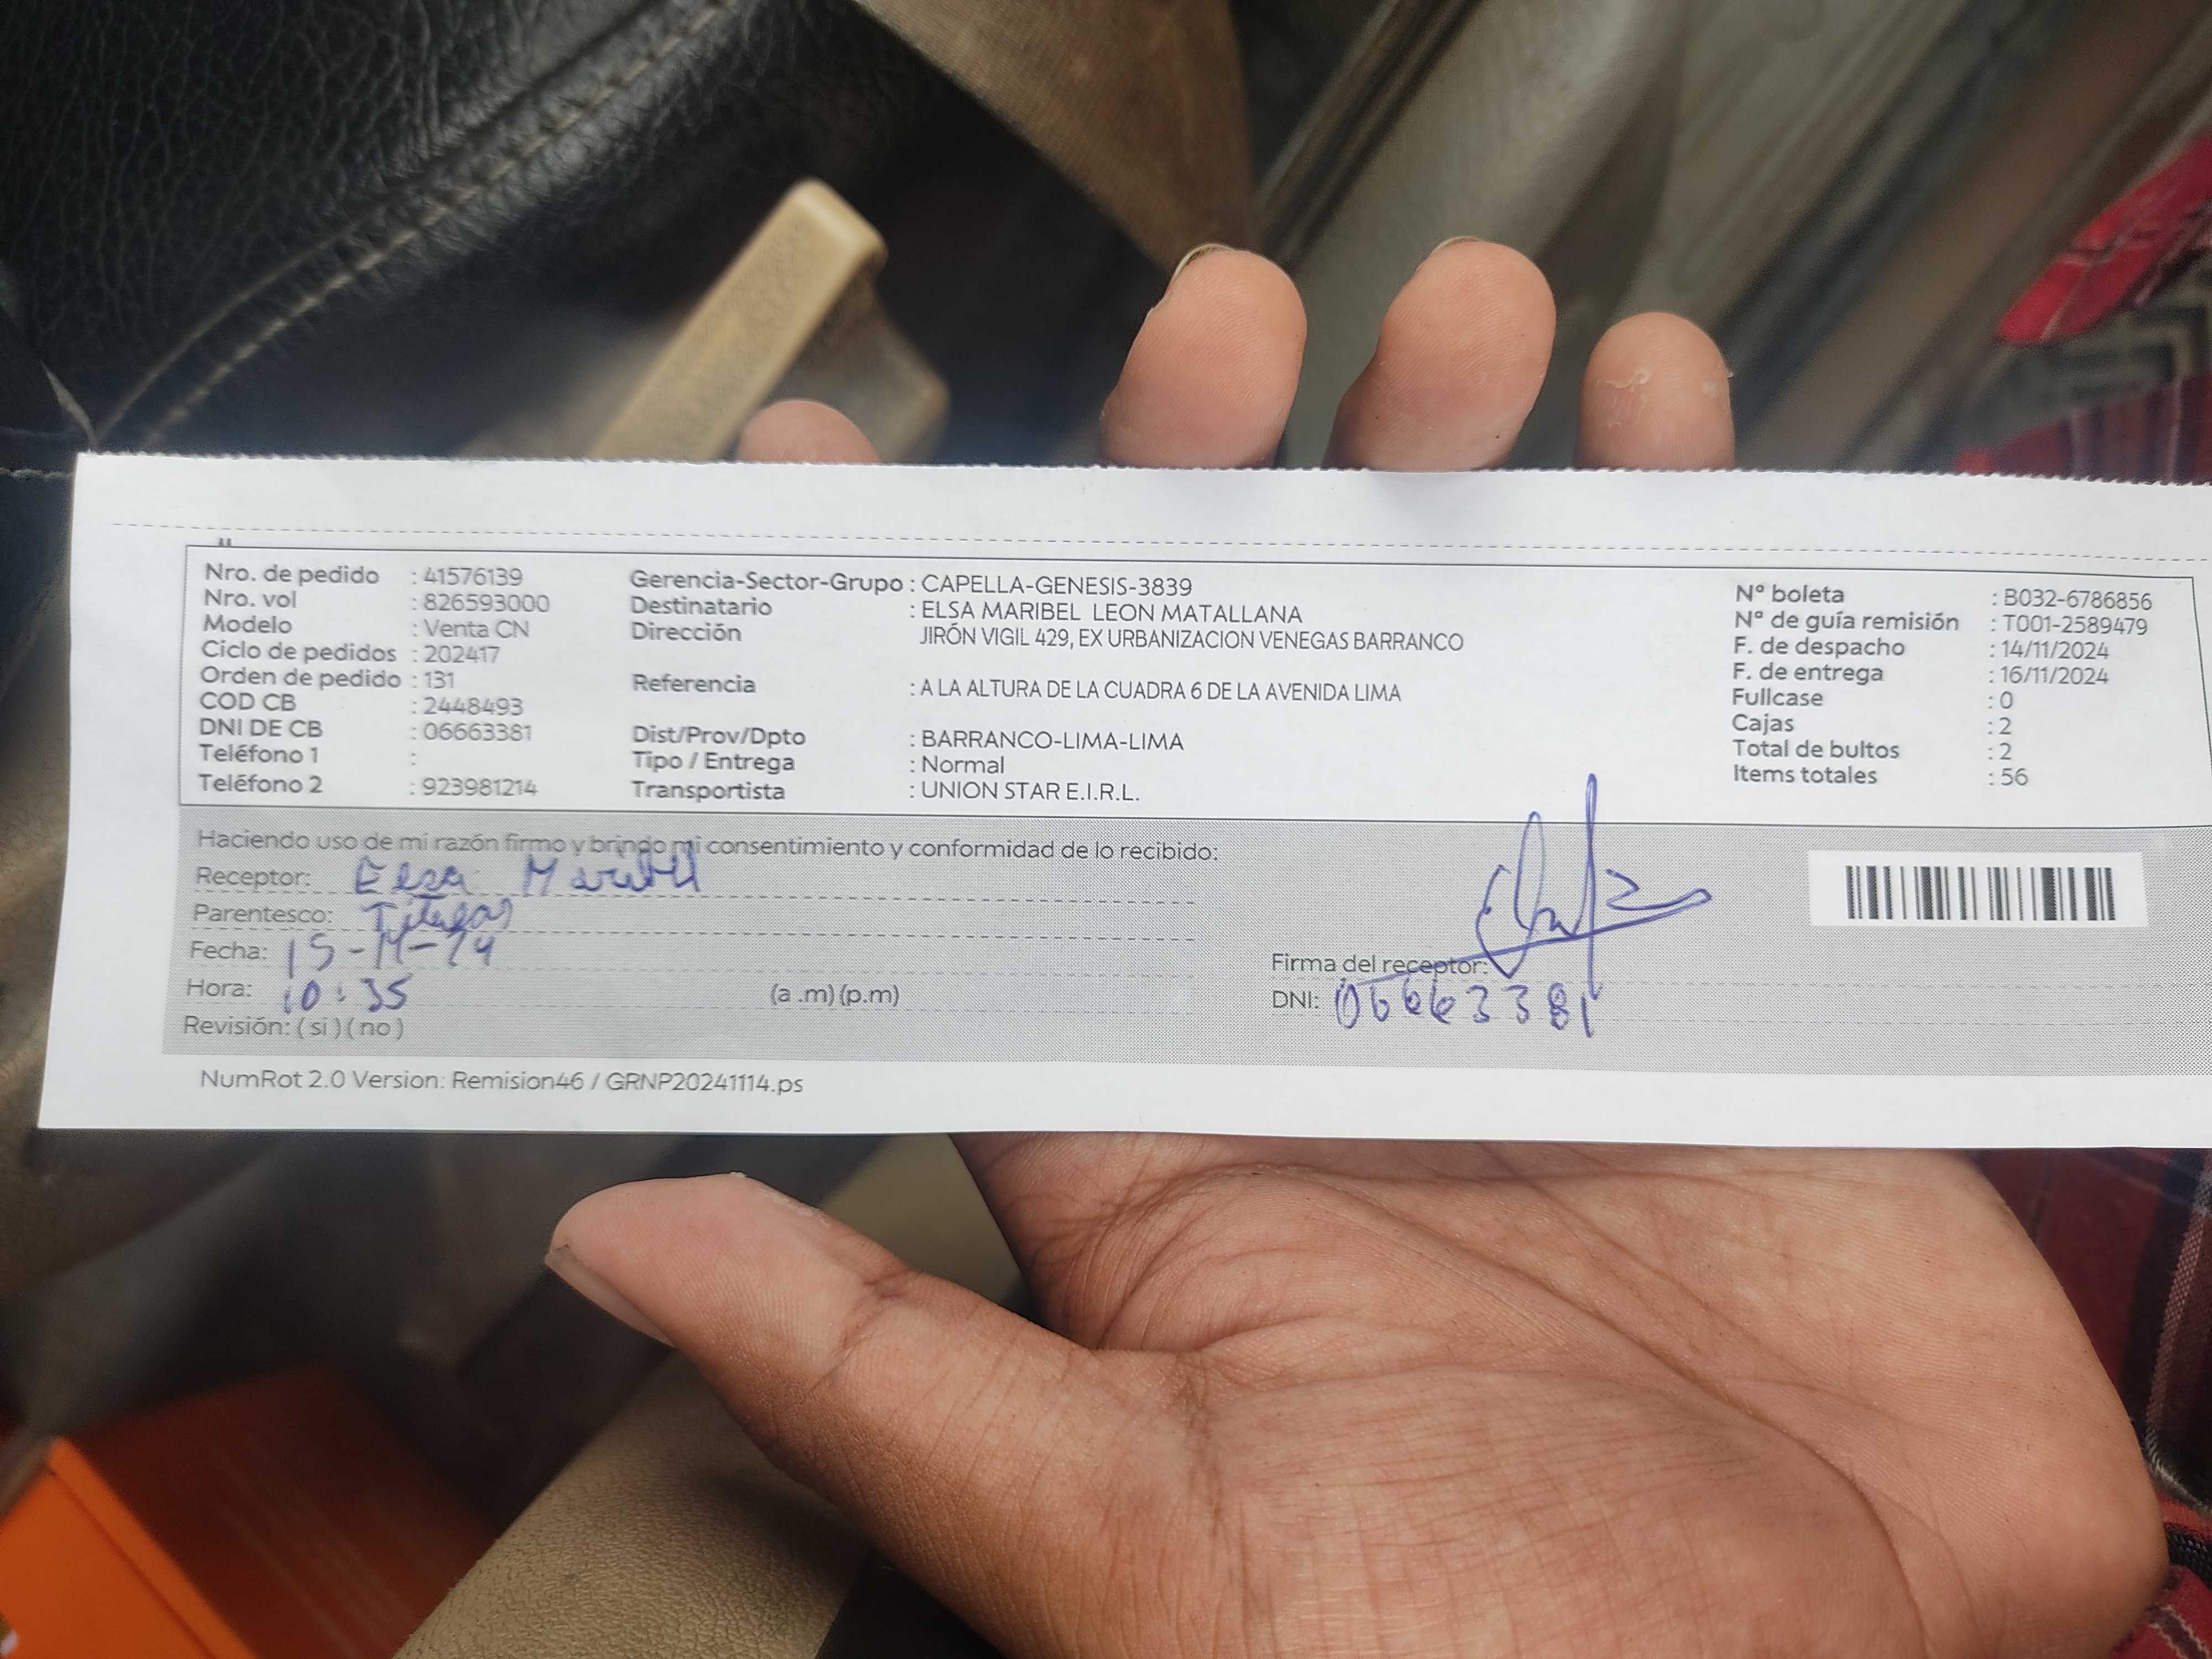 Nro. de pedido : 41576139
Nro. vol : 826593000
Modelo : Venta CN
Ciclo de pedidos : 202417
Orden de pedido : 131
COD CB : 2448493
DNI DE CB : 06663381
Teléfono 1 :
Teléfono 2 : 923981214
Gerencia-Sector-Grupo : CAPELLA-GENESIS-3839
Destinatario : ELSA MARIBEL LEON MATALLANA
Dirección JIRÓN VIGIL 429, EX URBANIZACION VENEGAS BARRANCO
Referencia : A LA ALTURA DE LA CUADRA 6 DE LA AVENIDA LIMA
Dist/Prov/Dpto : BARRANCO-LIMA-LIMA
Tipo / Entrega : Normal
Transportista : UNION STAR E.I.R.L.
Nº boleta : B032-6786856
Nº de guía remisión : T001-2589479
F. de despacho : 14/11/2024
F. de entrega : 16/11/2024
Fullcase : 0
Cajas : 2
Total de bultos : 2
Items totales : 56
Haciendo uso de mi razón firmo y brindo mi consentimiento y conformidad de lo recibido:
Receptor: Elsa Maribel
Parentesco: Titular
Fecha: 15-11-24
Hora: 10:35 (a .m) (p.m)
Revisión: ( si ) ( no )
Firma del receptor:
DNI: 06663381
NumRot 2.0 Version: Remision46 / GRNP20241114.ps